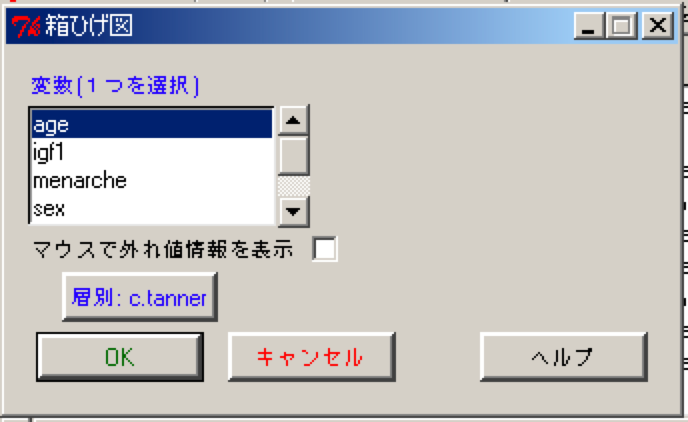 Tk 箱ひげ図
変数(1つを選択)
age
igf1
menarche
sex
マウスで外れ値情報を表示
層別: c.tanner
OK キャンセル ヘルプ